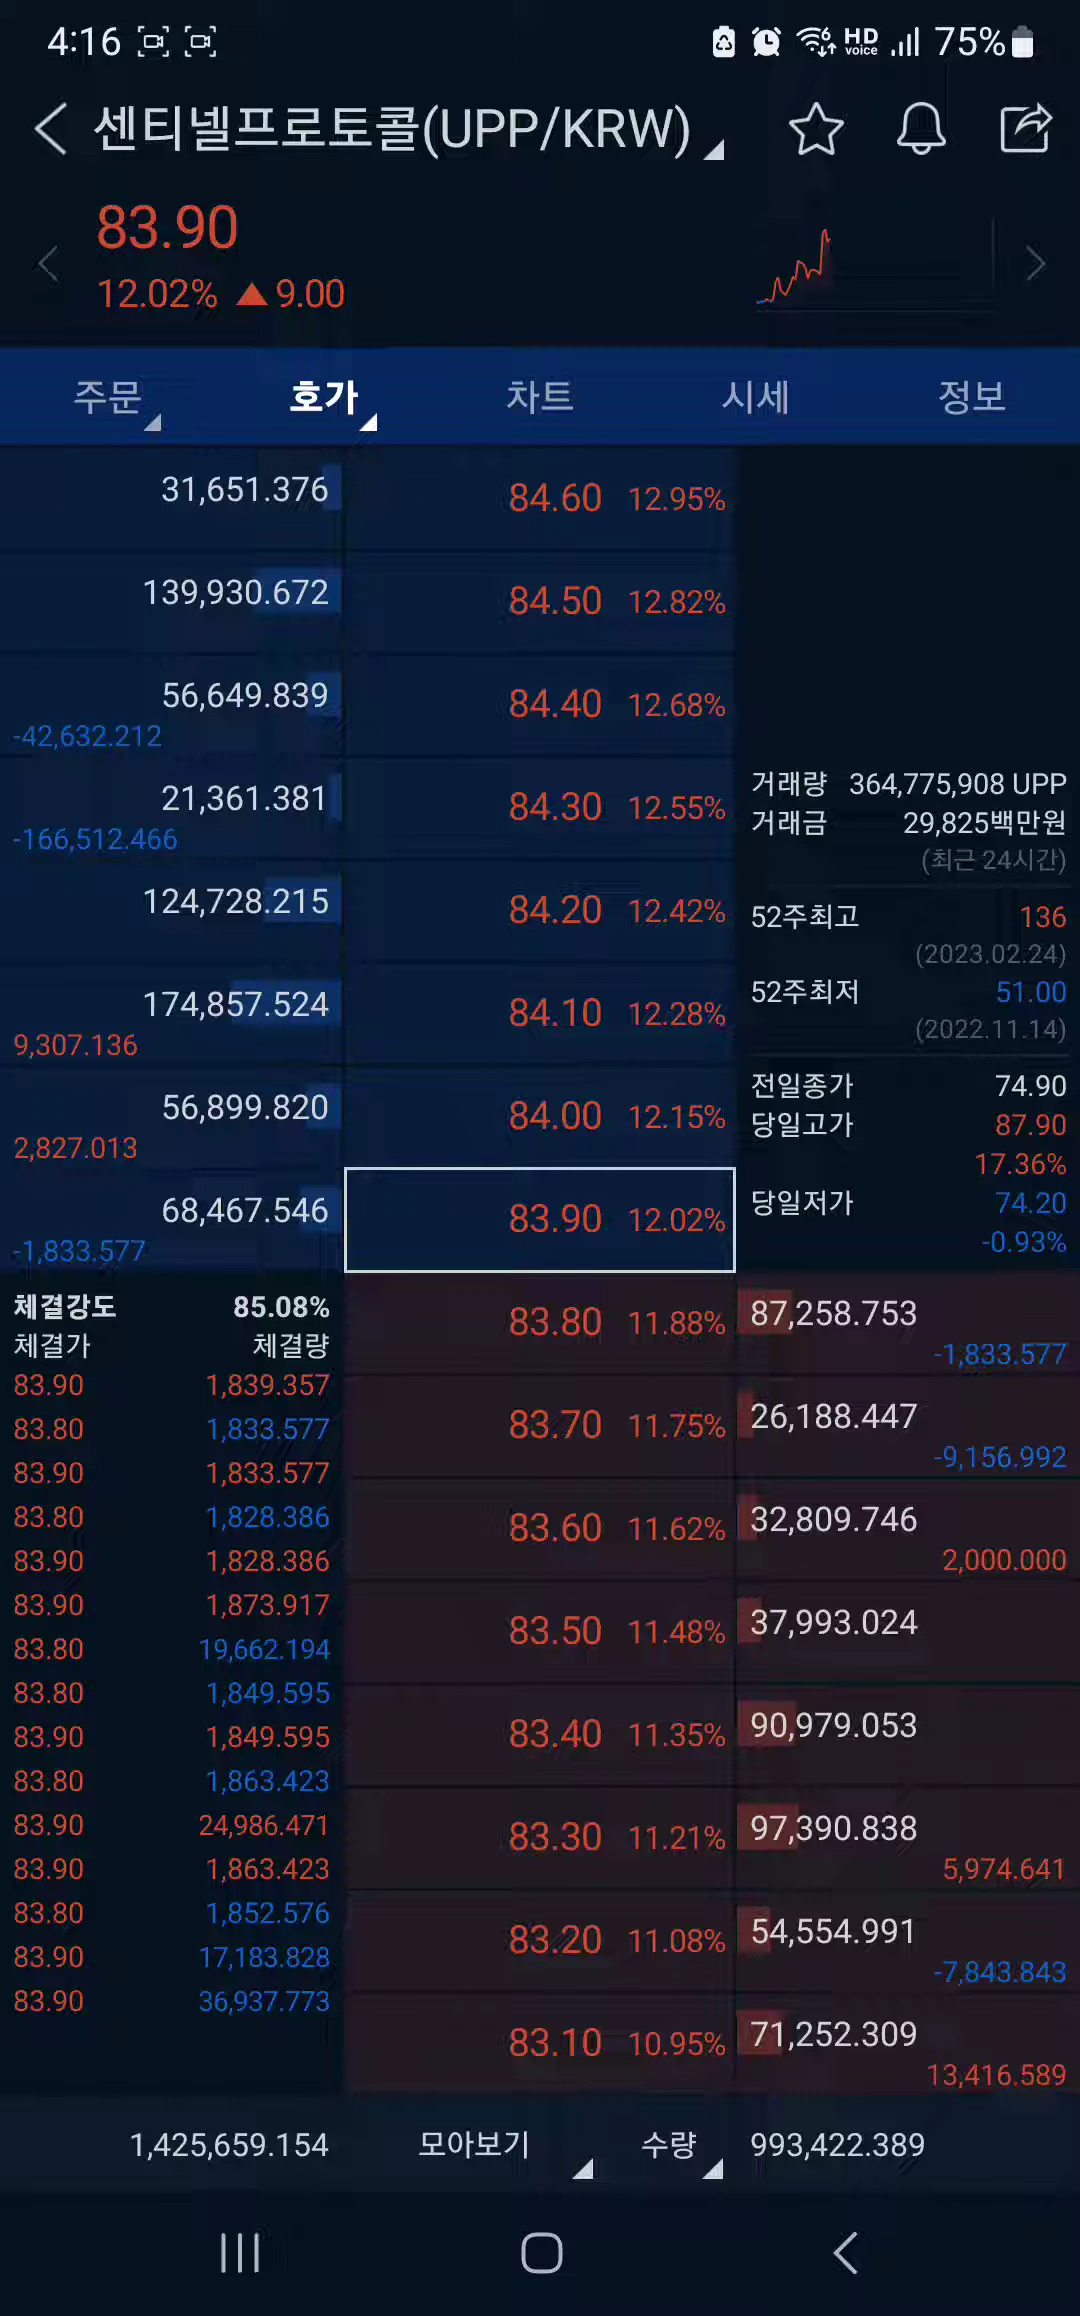 4:16 HD voice 75%
센티넬프로토콜(UPP/KRW)
83.90
12.02% ▲ 9.00
주문 호가 차트 시세 정보
31,651.376 84.60 12.95%
139,930.672 84.50 12.82%
56,649.839 84.40 12.68%
-42,632.212
21,361.381 84.30 12.55%
-166,512.466
124,728.215 84.20 12.42%
174,857.524 84.10 12.28%
9,307.136
56,899.820 84.00 12.15%
2,827.013
68,467.546 83.90 12.02%
-1,833.577
거래량 364,775,908 UPP
거래금 29,825백만원
(최근 24시간)
52주최고 136
(2023.02.24)
52주최저 51.00
(2022.11.14)
전일종가 74.90
당일고가 87.90
17.36%
당일저가 74.20
-0.93%
체결강도 85.08%
체결가 체결량
83.90 1,839.357
83.80 1,833.577
83.90 1,833.577
83.80 1,828.386
83.90 1,828.386
83.90 1,873.917
83.80 19,662.194
83.80 1,849.595
83.90 1,849.595
83.80 1,863.423
83.90 24,986.471
83.90 1,863.423
83.80 1,852.576
83.90 17,183.828
83.90 36,937.773
83.80 11.88% 87,258.753
-1,833.577
83.70 11.75% 26,188.447
-9,156.992
83.60 11.62% 32,809.746
2,000.000
83.50 11.48% 37,993.024
83.40 11.35% 90,979.053
83.30 11.21% 97,390.838
5,974.641
83.20 11.08% 54,554.991
-7,843.843
83.10 10.95% 71,252.309
13,416.589
1,425,659.154 모아보기 수량 993,422.389